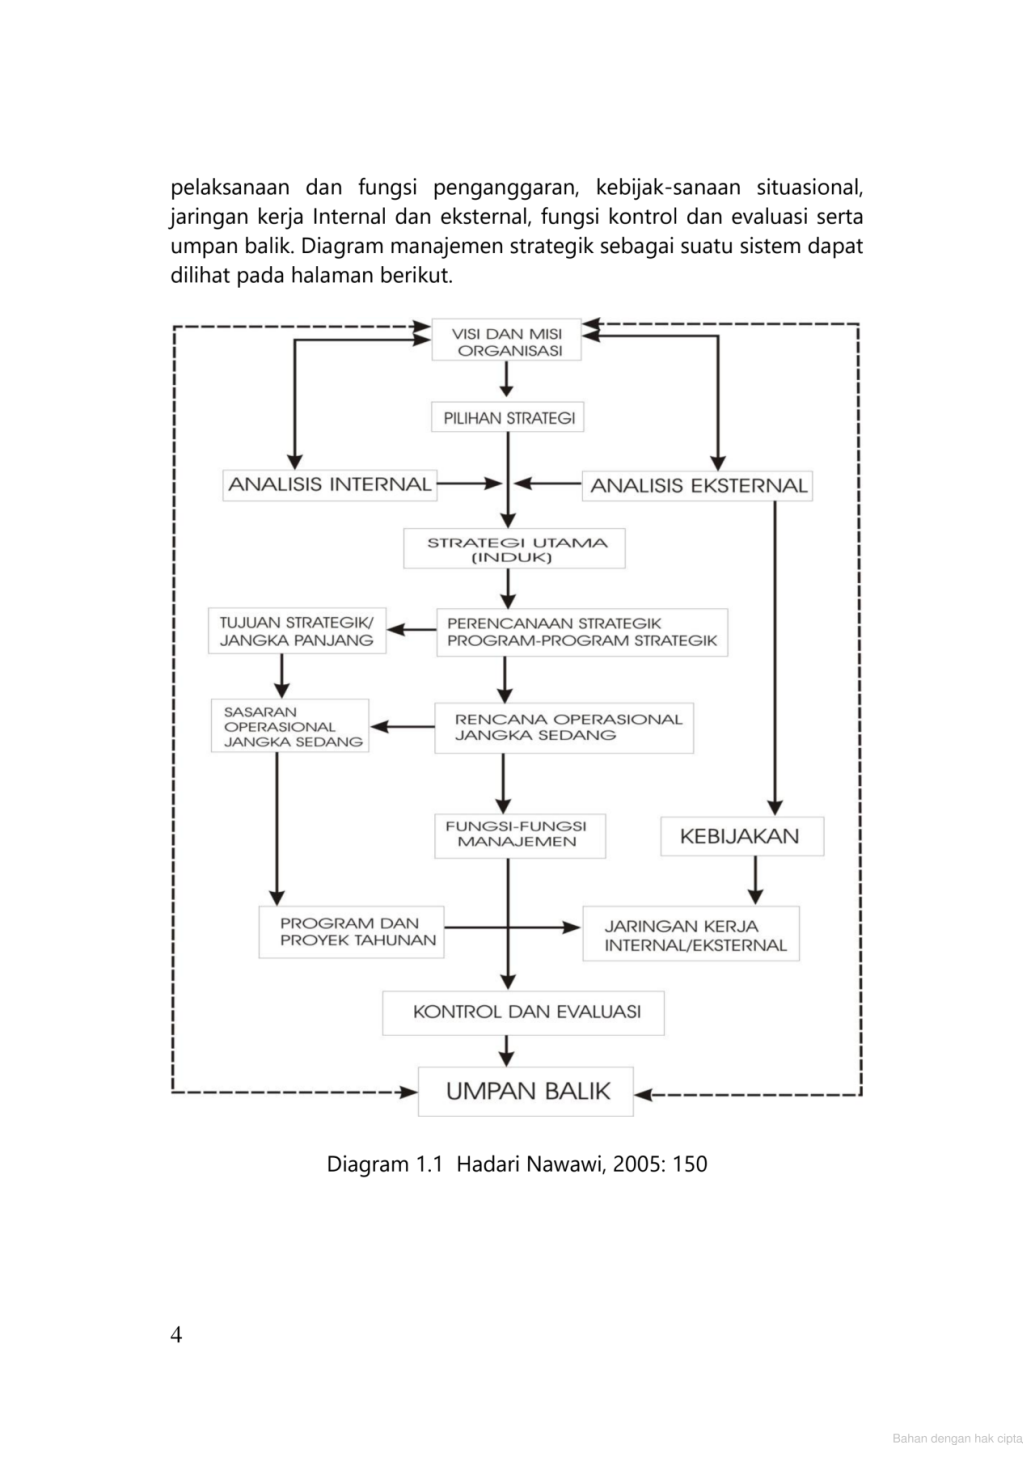 pelaksanaan dan fungsi penganggaran, kebijak-sanaan situasional,
jaringan kerja Internal dan eksternal, fungsi kontrol dan evaluasi serta
umpan balik. Diagram manajemen strategik sebagai suatu sistem dapat
dilihat pada halaman berikut.
VISI DAN MISI
ORGANISASI
PILIHAN STRATEGI
ANALISIS INTERNAL
ANALISIS EKSTERNAL
STRATEGI UTAMA
(INDUK)
TUJUAN STRATEGIK/
JANGKA PANJANG
PERENCANAAN STRATEGIK
PROGRAM-PROGRAM STRATEGIK
SASARAN
OPERASIONAL
JANGKA SEDANG
RENCANA OPERASIONAL
JANGKA SEDANG
FUNGSI-FUNGSI
MANAJEMEN
KEBIJAKAN
PROGRAM DAN
PROYEK TAHUNAN
JARINGAN KERJA
INTERNAL/EKSTERNAL
KONTROL DAN EVALUASI
UMPAN BALIK
Diagram 1.1 Hadari Nawawi, 2005: 150
4
Bahan dengan hak cipta